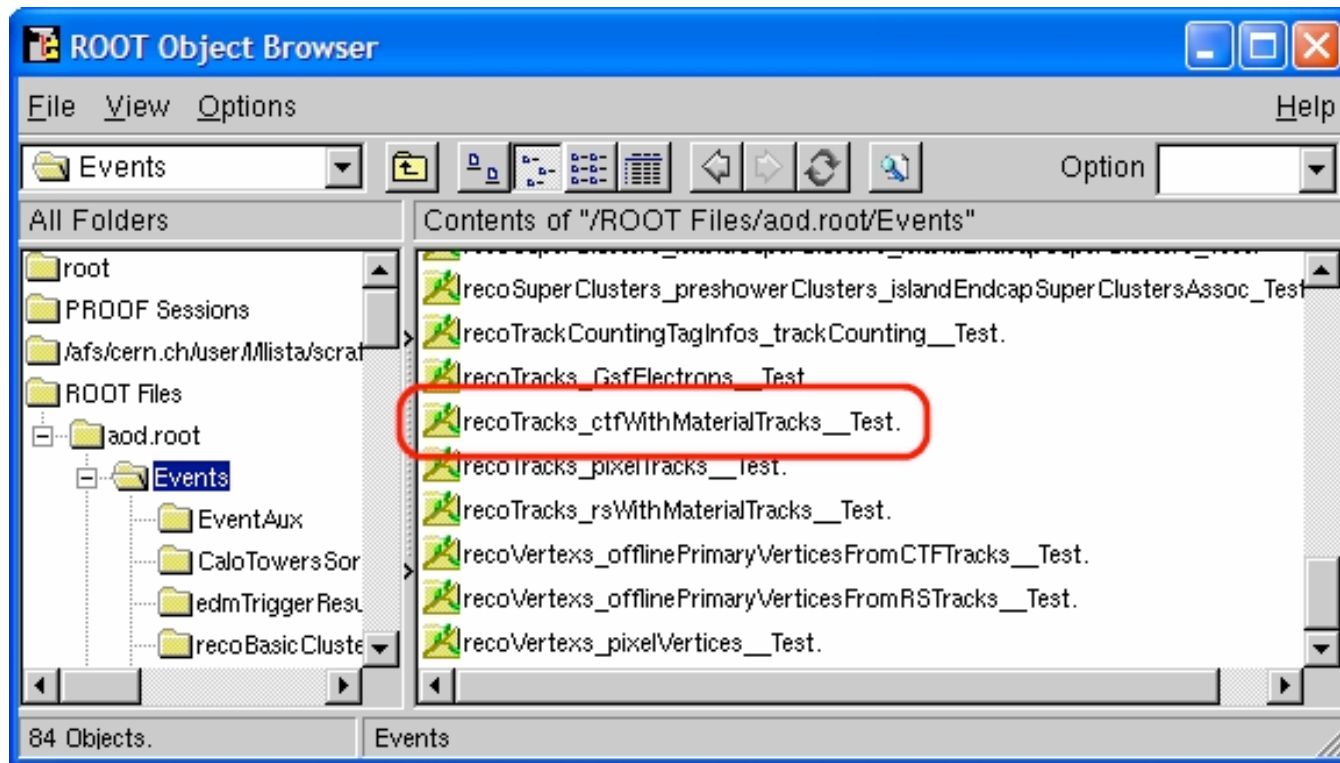 ROOT Object Browser
File View Options Help
Events Option
All Folders
Contents of "/ROOT Files/aod.root/Events"
root
PROOF Sessions
/afs/cern.ch/user/l/llista/scrat
ROOT Files
aod.root
Events
EventAux
CaloTowersSor
edmTriggerResu
recoBasicCluste
recoSuperClusters_preshowerClusters_islandEndcapSuperClustersAssoc_Test
recoTrackCountingTagInfos_trackCounting__Test.
recoTracks_GsfElectrons__Test
recoTracks_ctfWithMaterialTracks__Test.
recoTracks_pixelTracks__Test.
recoTracks_rsWithMaterialTracks__Test.
recoVertexs_offlinePrimaryVerticesFromCTFTracks__Test.
recoVertexs_offlinePrimaryVerticesFromRSTracks__Test.
recoVertexs_pixelVertices__Test.
84 Objects.
Events